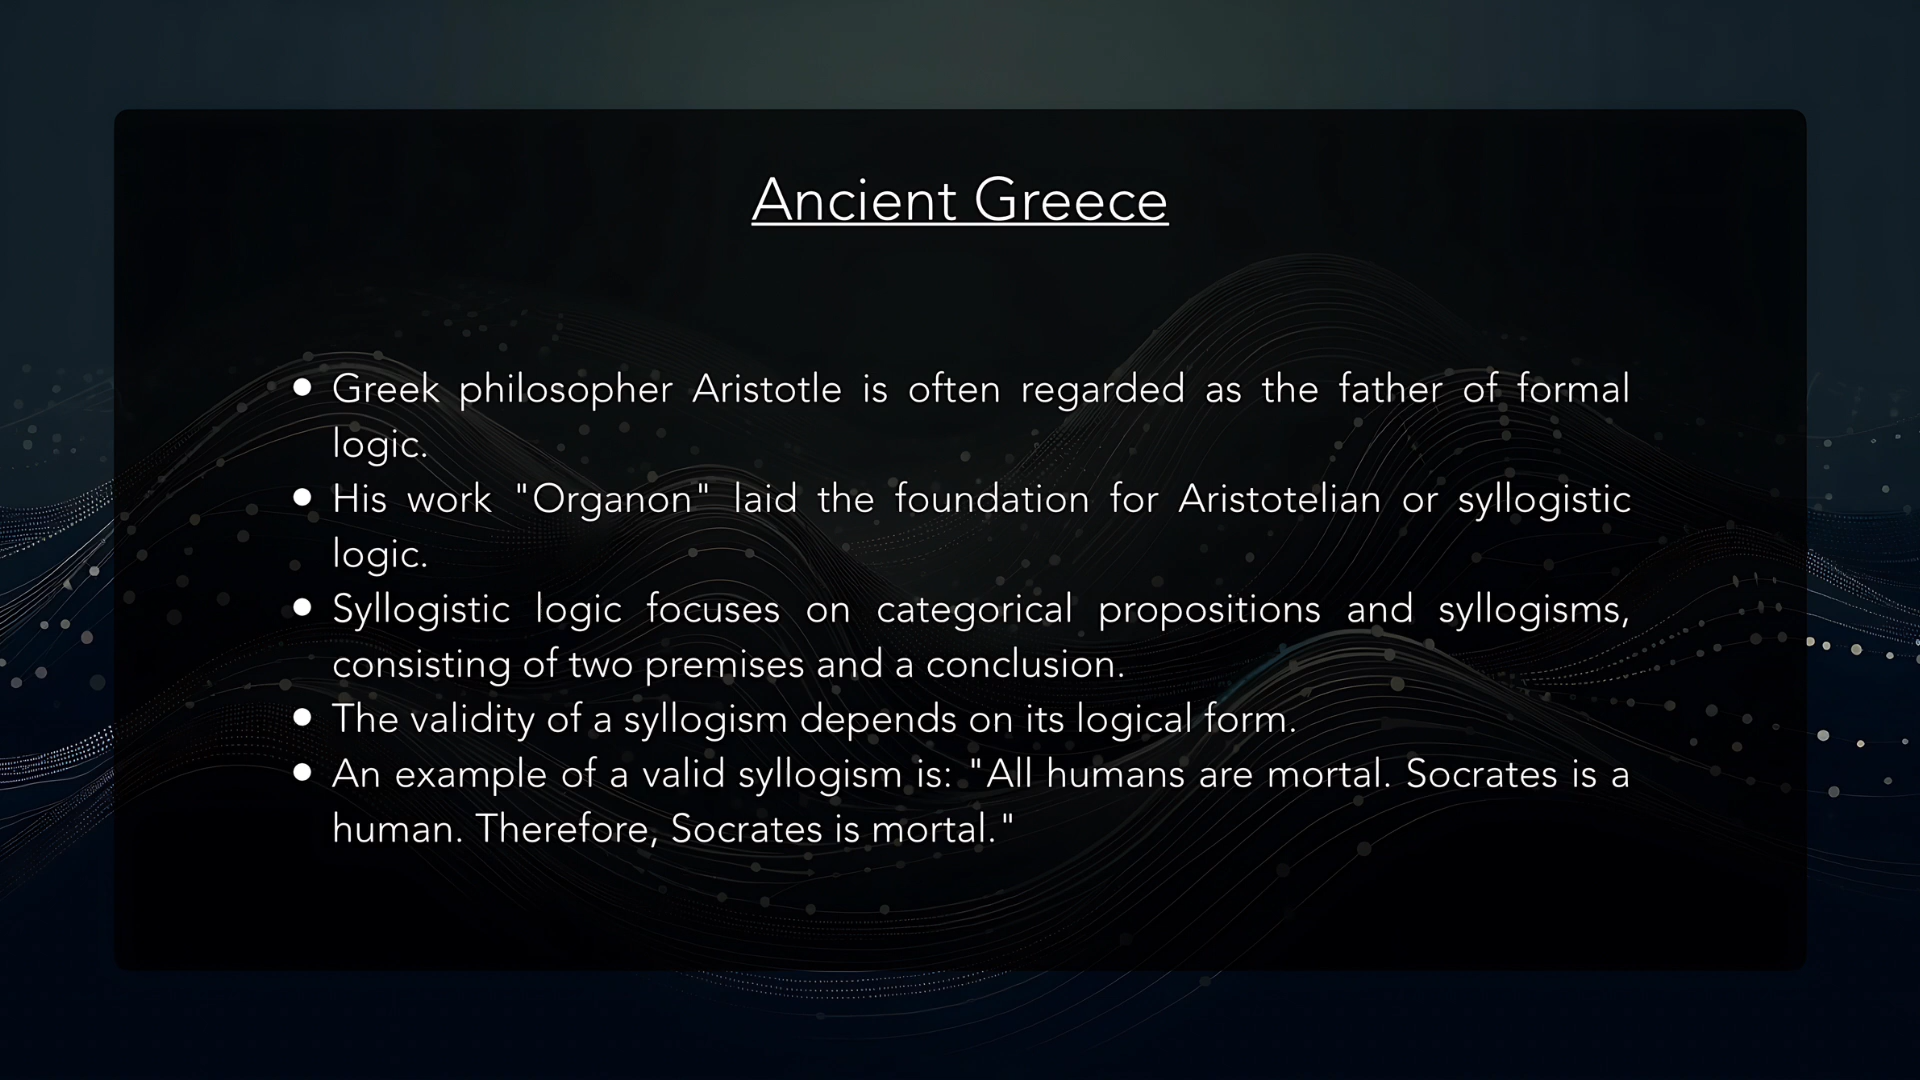 Ancient Greece
● Greek philosopher Aristotle is often regarded as the father of formal
logic.
● His work "Organon" laid the foundation for Aristotelian or syllogistic
logic.
● Syllogistic logic focuses on categorical propositions and syllogisms,
consisting of two premises and a conclusion.
● The validity of a syllogism depends on its logical form.
● An example of a valid syllogism is: "All humans are mortal. Socrates is a
human. Therefore, Socrates is mortal."